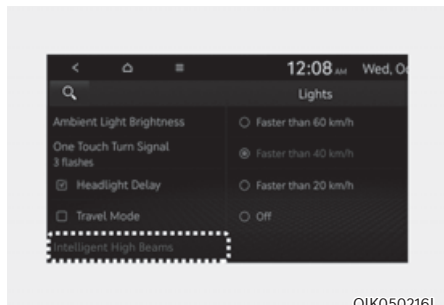 12:08 AM Wed, Oc
Lights
Ambient Light Brightness
One Touch Turn Signal
3 flashes
Headlight Delay
Travel Mode
Intelligent High Beams
Faster than 60 km/h
Faster than 40 km/h
Faster than 20 km/h
Off
OIK050216L